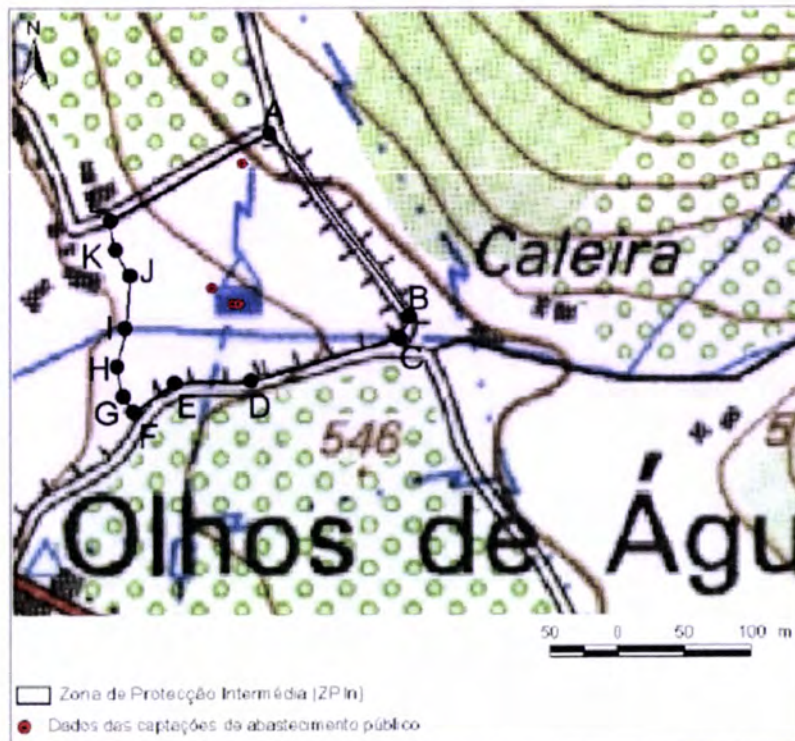 N
A
Caleira
K
J
B
I
C
H
E
D
G
F
546
5
Olhos de Águ
50 0 50 100 m
Zona de Protecção Intermédia (ZPIn)
Dados das captações de abastecimento público